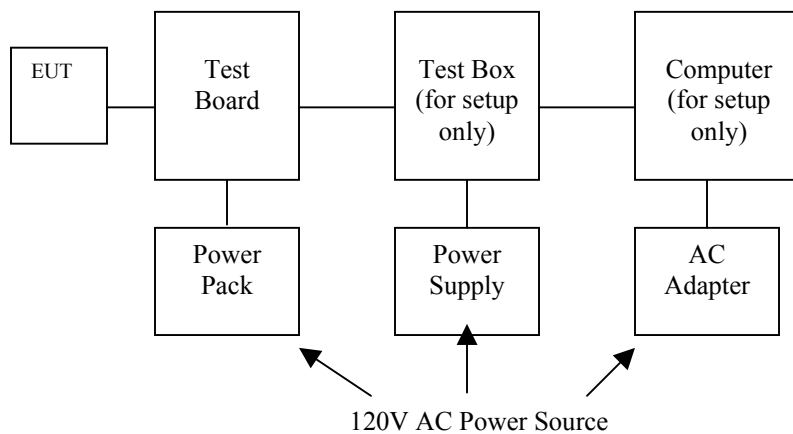 EUT
Test
Board
Test Box
(for setup
only)
Computer
(for setup
only)
Power
Pack
Power
Supply
AC
Adapter
120V AC Power Source